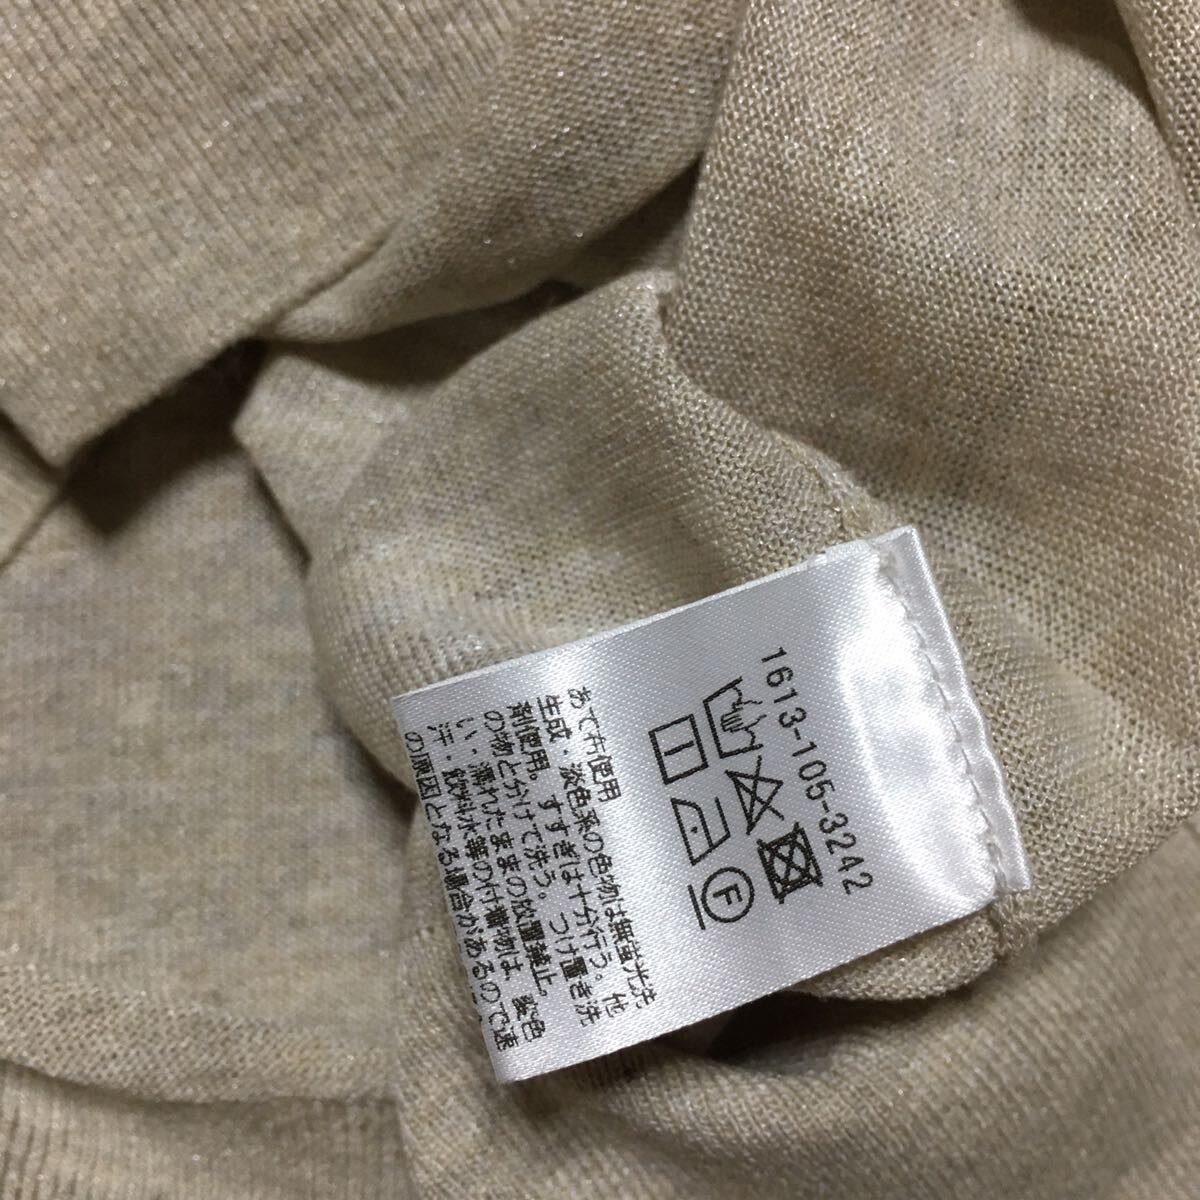 1613-105-3242
F
あて布使用
生成・淡色系の色物は無蛍光洗
剤使用。すすぎは十分行う。 他
の物と分けて洗う。つけ置き洗
い・濡れたままの放置禁止。
汗・飲料水等の付着物は、変色
の原因となる場合があるので速